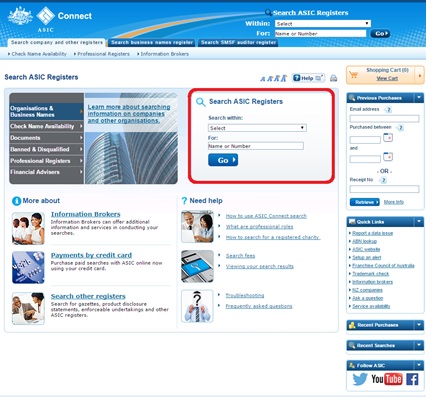 Connect
ASIC
Search ASIC Registers
Within: Select
For: Name or Number Go
Search company and other registers
Search business names register
Search SMSF auditor register
Check Name Availability
Professional Registers
Information Brokers
Search ASIC Registers
A A A A
Help
Shopping Cart (0)
View Cart
Organisations & Business Names
Check Name Availability
Documents
Banned & Disqualified
Professional Registers
Financial Advisers
Learn more about searching
information on companies
and other organisations.
Search ASIC Registers
Search within:
Select
For:
Name or Number
Go
Previous Purchases
Email address
Purchased between:
and
- OR -
Receipt No
Retrieve
More Info
More about
Information Brokers
Information Brokers can offer additional
information and services in conducting your
searches.
Payments by credit card
Purchase paid searches with ASIC online now
using your credit card.
Search other registers
Search for gazettes, product disclosure
statements, enforceable undertakings and other
registers.
Need help
How to use ASIC Connect search
What are professional roles
How to search for a registered charity.
Search fees
Viewing your search results
Troubleshooting
Frequently asked questions
Quick Links
Report a data issue
ABN lookup
ASIC website
Setup an alert
Franchise Council of Australia
Trademark check
Information brokers
NZ companies
Ask a question
Service availability
Recent Purchases
Recent Searches
Follow ASIC
YouTube